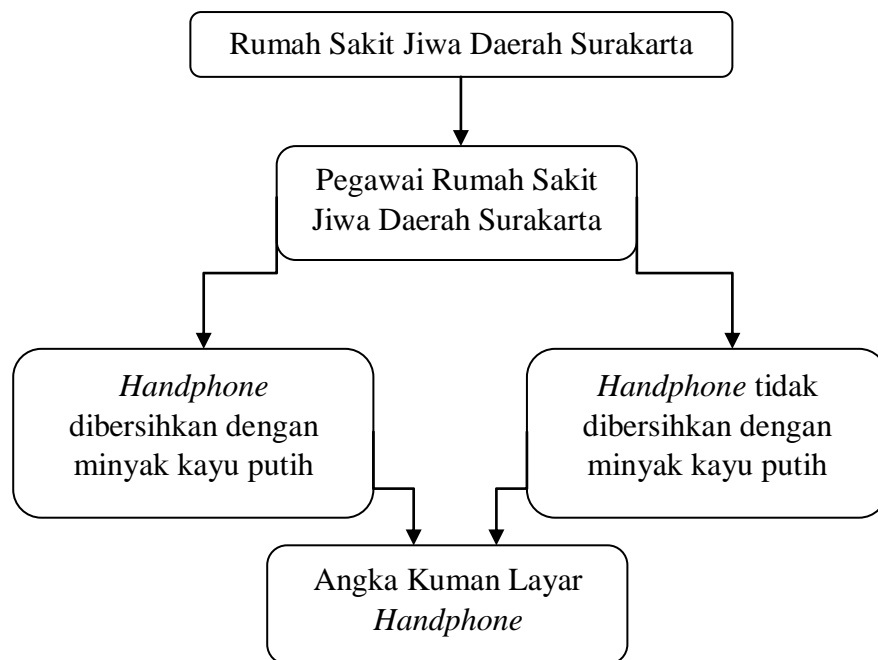 Rumah Sakit Jiwa Daerah Surakarta
Pegawai Rumah Sakit
Jiwa Daerah Surakarta
Handphone
dibersihkan dengan
minyak kayu putih
Handphone tidak
dibersihkan dengan
minyak kayu putih
Angka Kuman Layar
Handphone